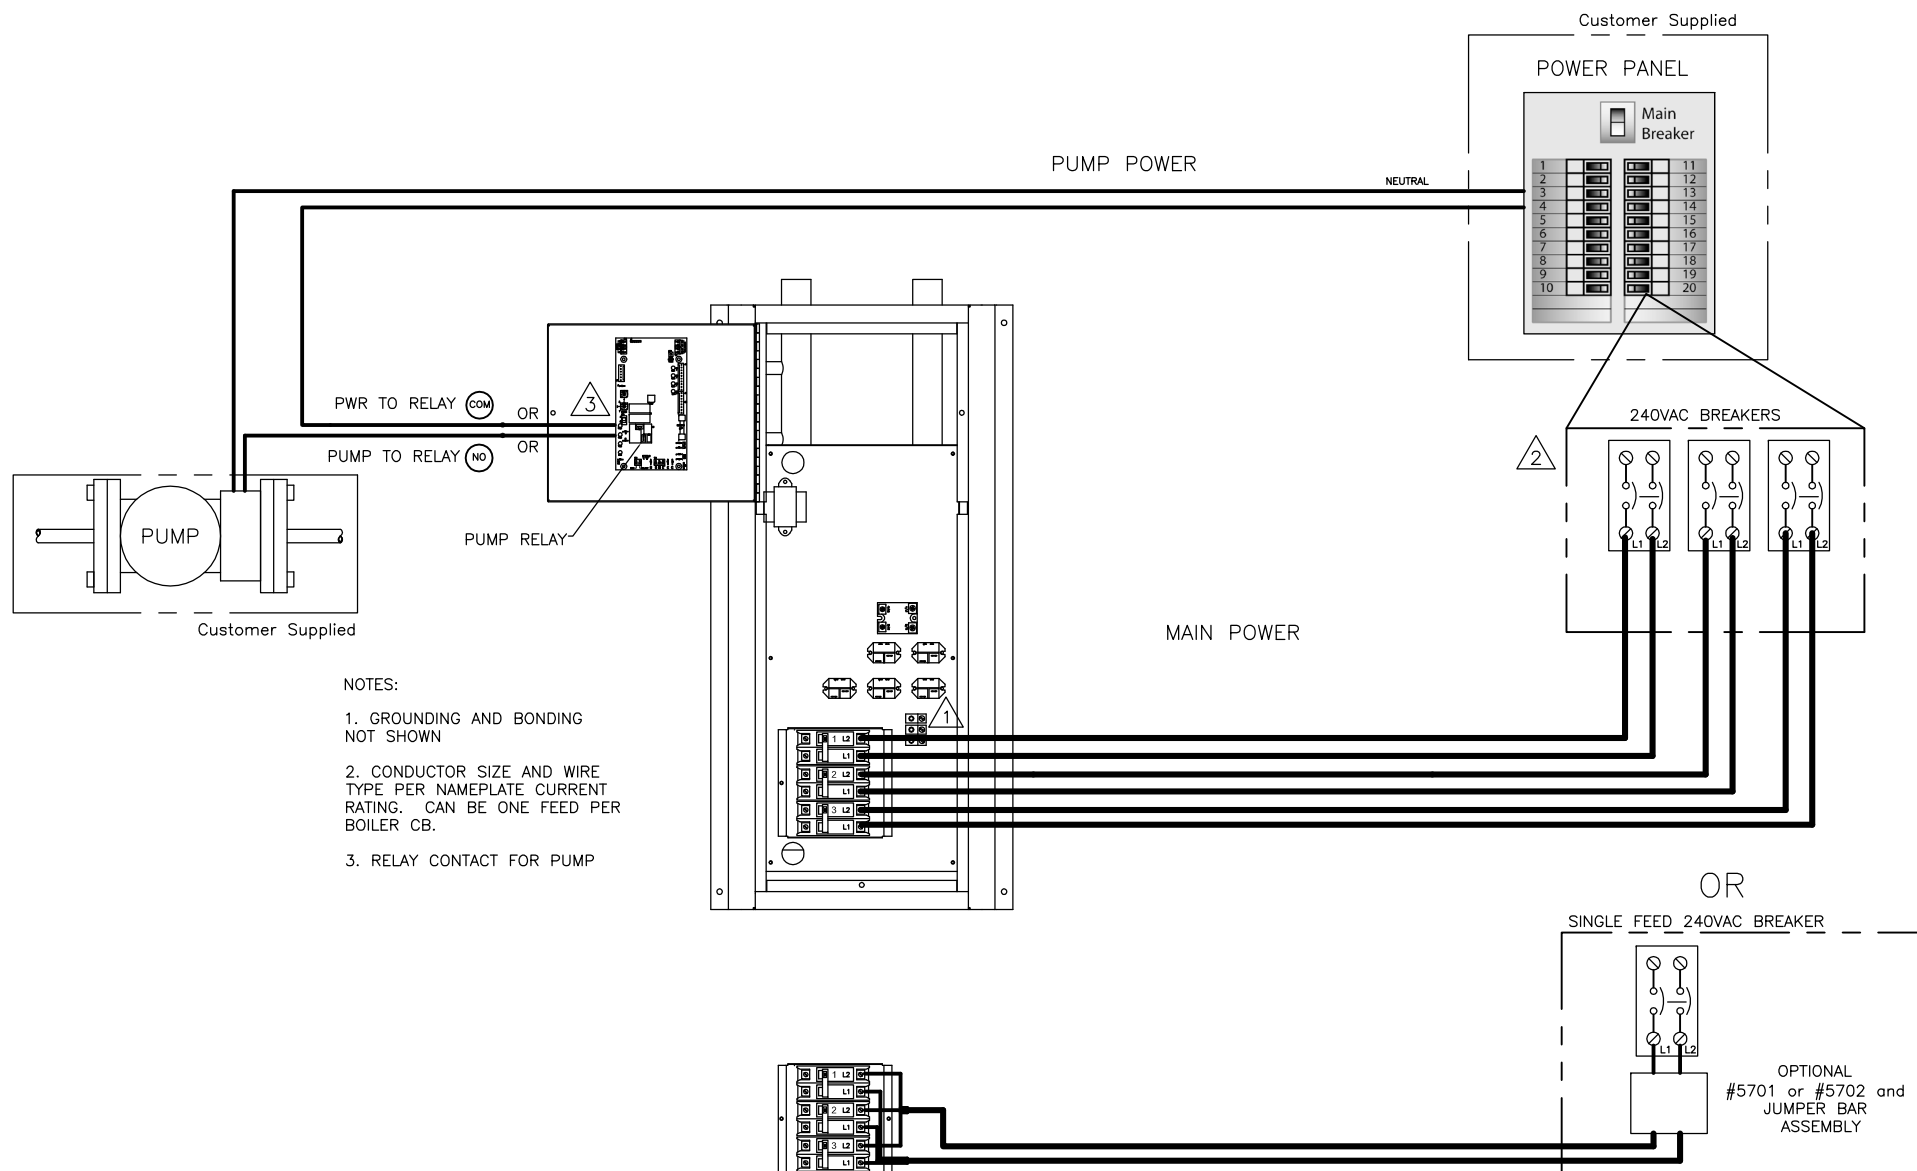 Customer Supplied
POWER PANEL
Main
Breaker
1 11
2 12
3 13
4 14
5 15
6 16
7 17
8 18
9 19
10 20
PUMP POWER
NEUTRAL
PWR TO RELAY COM OR
3
PUMP TO RELAY NO OR
PUMP RELAY
PUMP
Customer Supplied
240VAC BREAKERS
2
L1 L2 L1 L2 L1 L2
MAIN POWER
1
1 L2
L1
2 L2
L1
3 L2
L1
NOTES:
1. GROUNDING AND BONDING
NOT SHOWN
2. CONDUCTOR SIZE AND WIRE
TYPE PER NAMEPLATE CURRENT
RATING. CAN BE ONE FEED PER
BOILER CB.
3. RELAY CONTACT FOR PUMP
OR
SINGLE FEED 240VAC BREAKER
L1 L2
OPTIONAL
#5701 or #5702 and
JUMPER BAR
ASSEMBLY
1 L2
L1
2 L2
L1
3 L2
L1